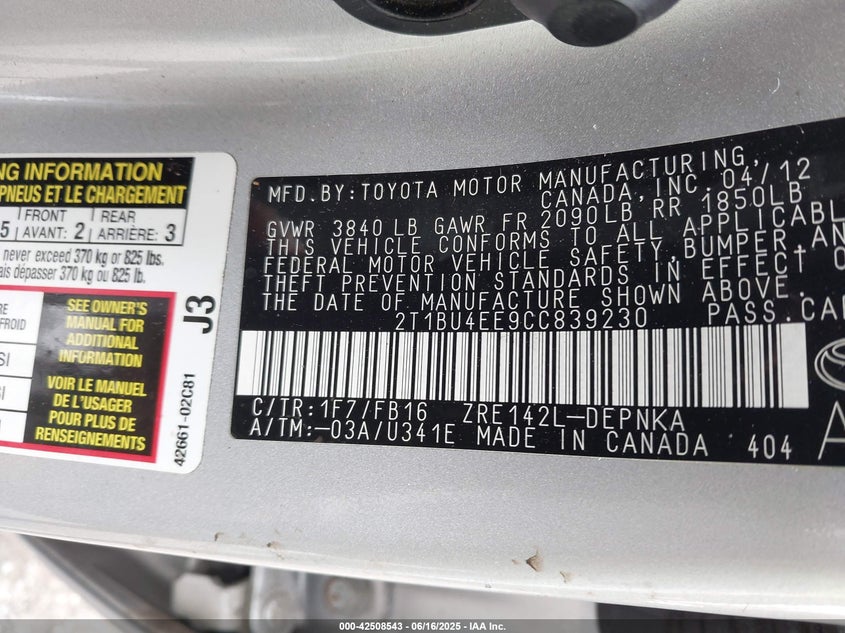 NG INFORMATION
PNEUS ET LE CHARGEMENT
5 FRONT REAR
AVANT: 2 ARRIÈRE: 3
never exceed 370 kg or 825 lbs.
dépasser 370 kg ou 825 lb.
SEE OWNER'S
MANUAL FOR
ADDITIONAL
INFORMATION
VOIR LE MANUEL
DE L'USAGER
POUR PLUS DE
RENSEIGNEMENTS
J3
42661-02C81
MFD. BY: TOYOTA MOTOR MANUFACTURING,
CANADA, INC. 04/12
GVWR 3840 LB GAWR FR 2090LB RR 1850LB
THIS VEHICLE CONFORMS TO ALL APPLICABL
FEDERAL MOTOR VEHICLE SAFETY, BUMPER, AN
THEFT PREVENTION STANDARDS IN EFFECT O
THE DATE OF MANUFACTURE SHOWN ABOVE.
2T1BU4EE9CC839230 PASS. CAR
C/TR: 1F7/FB16 ZRE142L-DEPNKA
A/TM: -03A/U341E MADE IN CANADA 404
000-42508543 - 06/16/2025 - IAA Inc.